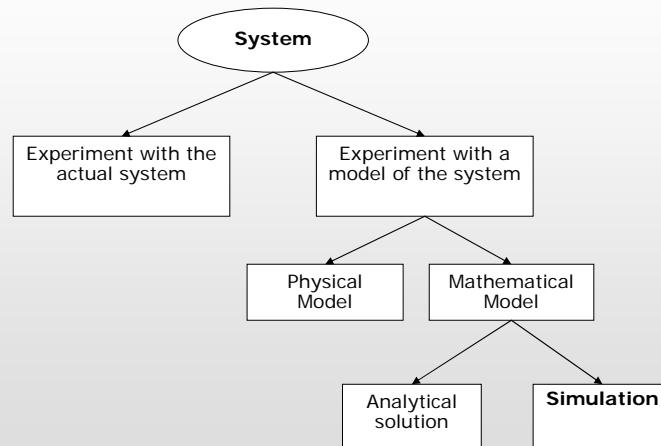 System
Experiment with the
actual system
Experiment with a
model of the system
Physical
Model
Mathematical
Model
Analytical
solution
Simulation